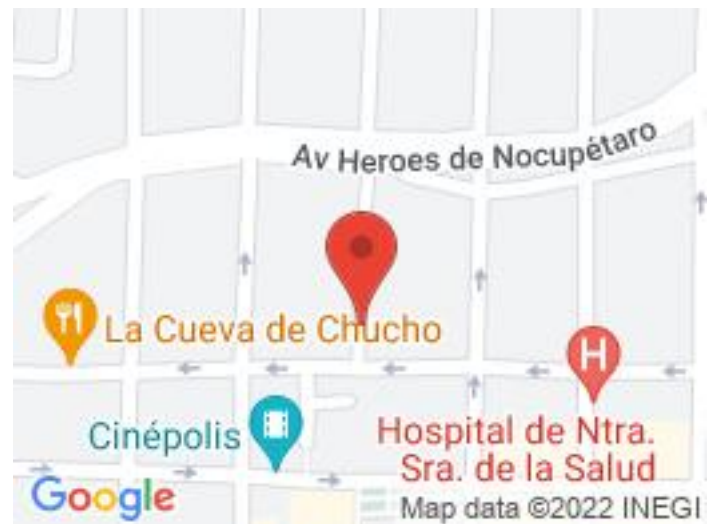 Av Heroes de Nocupétaro
La Cueva de Chucho
H
Cinépolis
Hospital de Ntra.
Sra. de la Salud
Google
Map data ©2022 INEGI